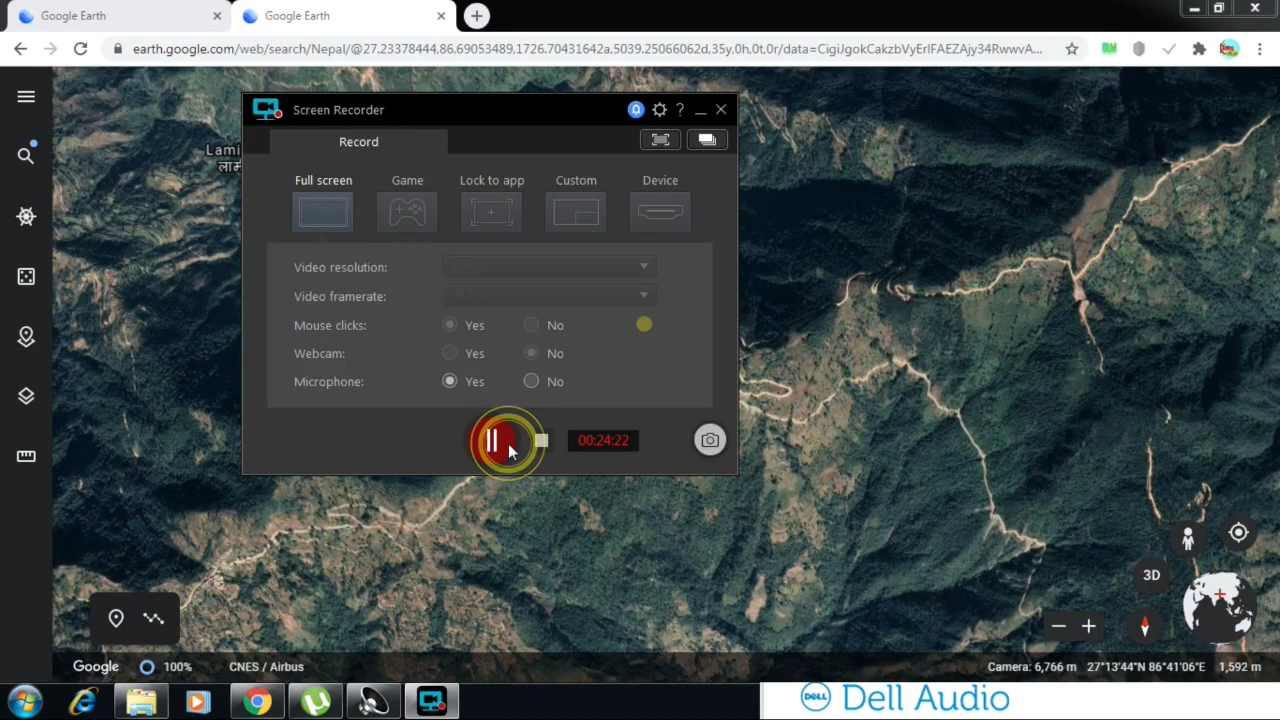 Google Earth
Google Earth
earth.google.com/web/search/Nepal/@27.23378444,86.69053489,1726.70431642a,5039.25066062d,35y,0h,0t,0r/data=CigiJgokCakzbVyErIFAEZAjy34RwwvA...
Screen Recorder
Record
Lami
लामी
Full screen
Game
Lock to app
Custom
Device
Video resolution:
Video framerate:
Mouse clicks:
Yes
No
Webcam:
Yes
No
Microphone:
Yes
No
00:24:22
3D
Google
100%
CNES / Airbus
Camera: 6,766 m
27°13'44"N 86°41'06"E
1,592 m
DELL
Dell Audio